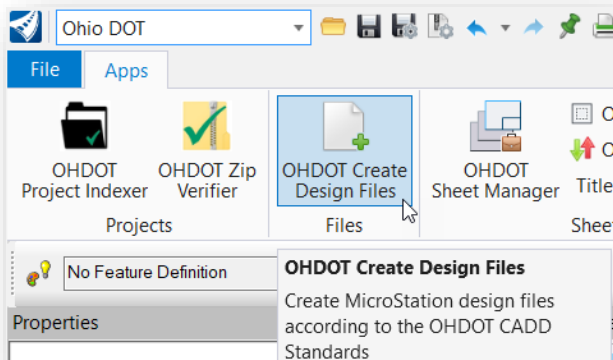 Ohio DOT
File
Apps
OHDOT
Project Indexer
OHDOT Zip
Verifier
OHDOT Create
Design Files
OHDOT
Sheet Manager
O
O
Title
Projects
Files
Shee
No Feature Definition
OHDOT Create Design Files
Create MicroStation design files
according to the OHDOT CADD
Standards
Properties